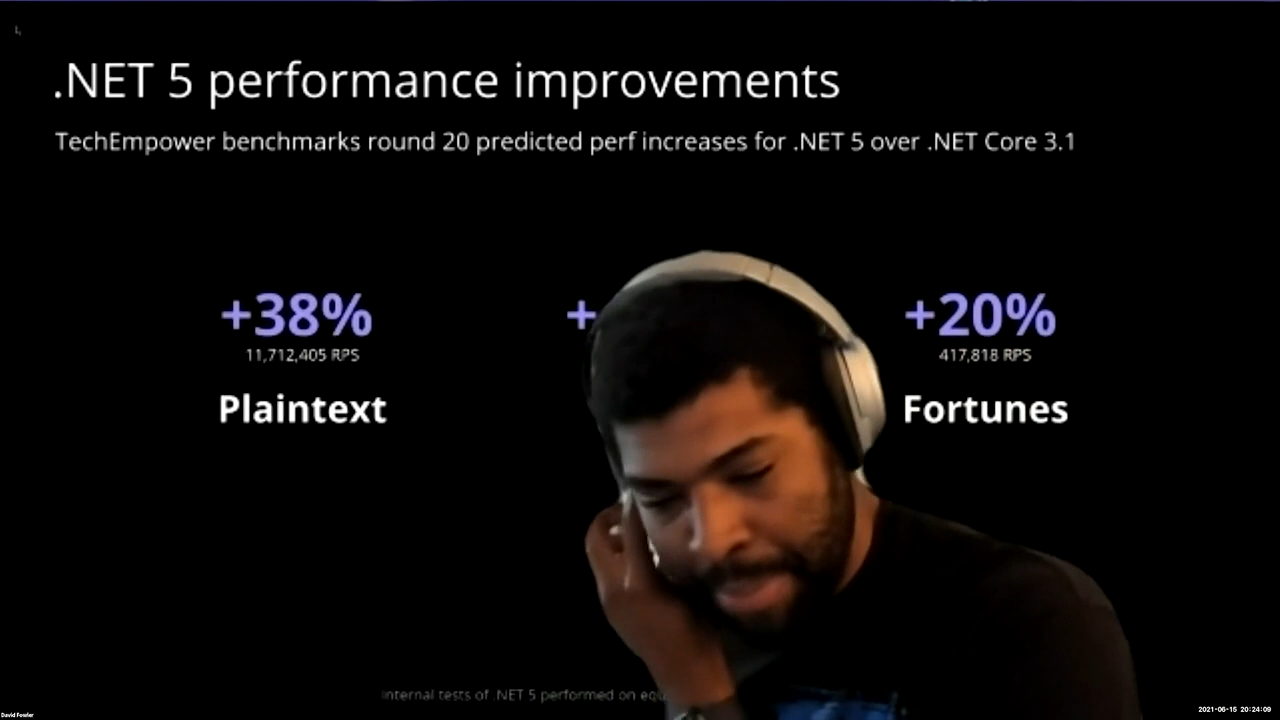 .NET 5 performance improvements
TechEmpower benchmarks round 20 predicted perf increases for .NET 5 over .NET Core 3.1
+38% + +20%
11,712,405 RPS 417,818 RPS
Plaintext Fortunes
internal tests of .NET 5 performed on
David Fowler 2021-06-15 20:24:09